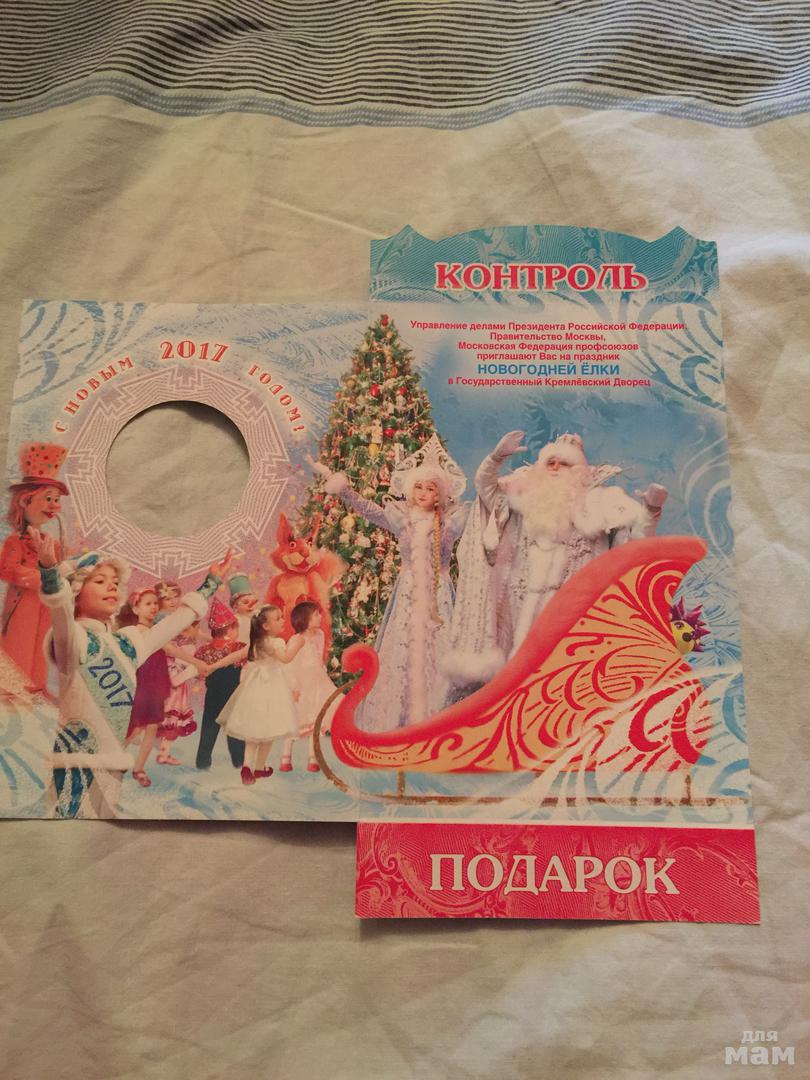 КОНТРОЛЬ
Управление делами Президента Российской Федерации,
Правительство Москвы,
Московская Федерация профсоюзов
приглашают Вас на праздник
НОВОГОДНЕЙ ЁЛКИ
в Государственный Кремлёвский Дворец
С НОВЫМ 2017 ГОДОМ!
2017
ПОДАРОК
для
мам